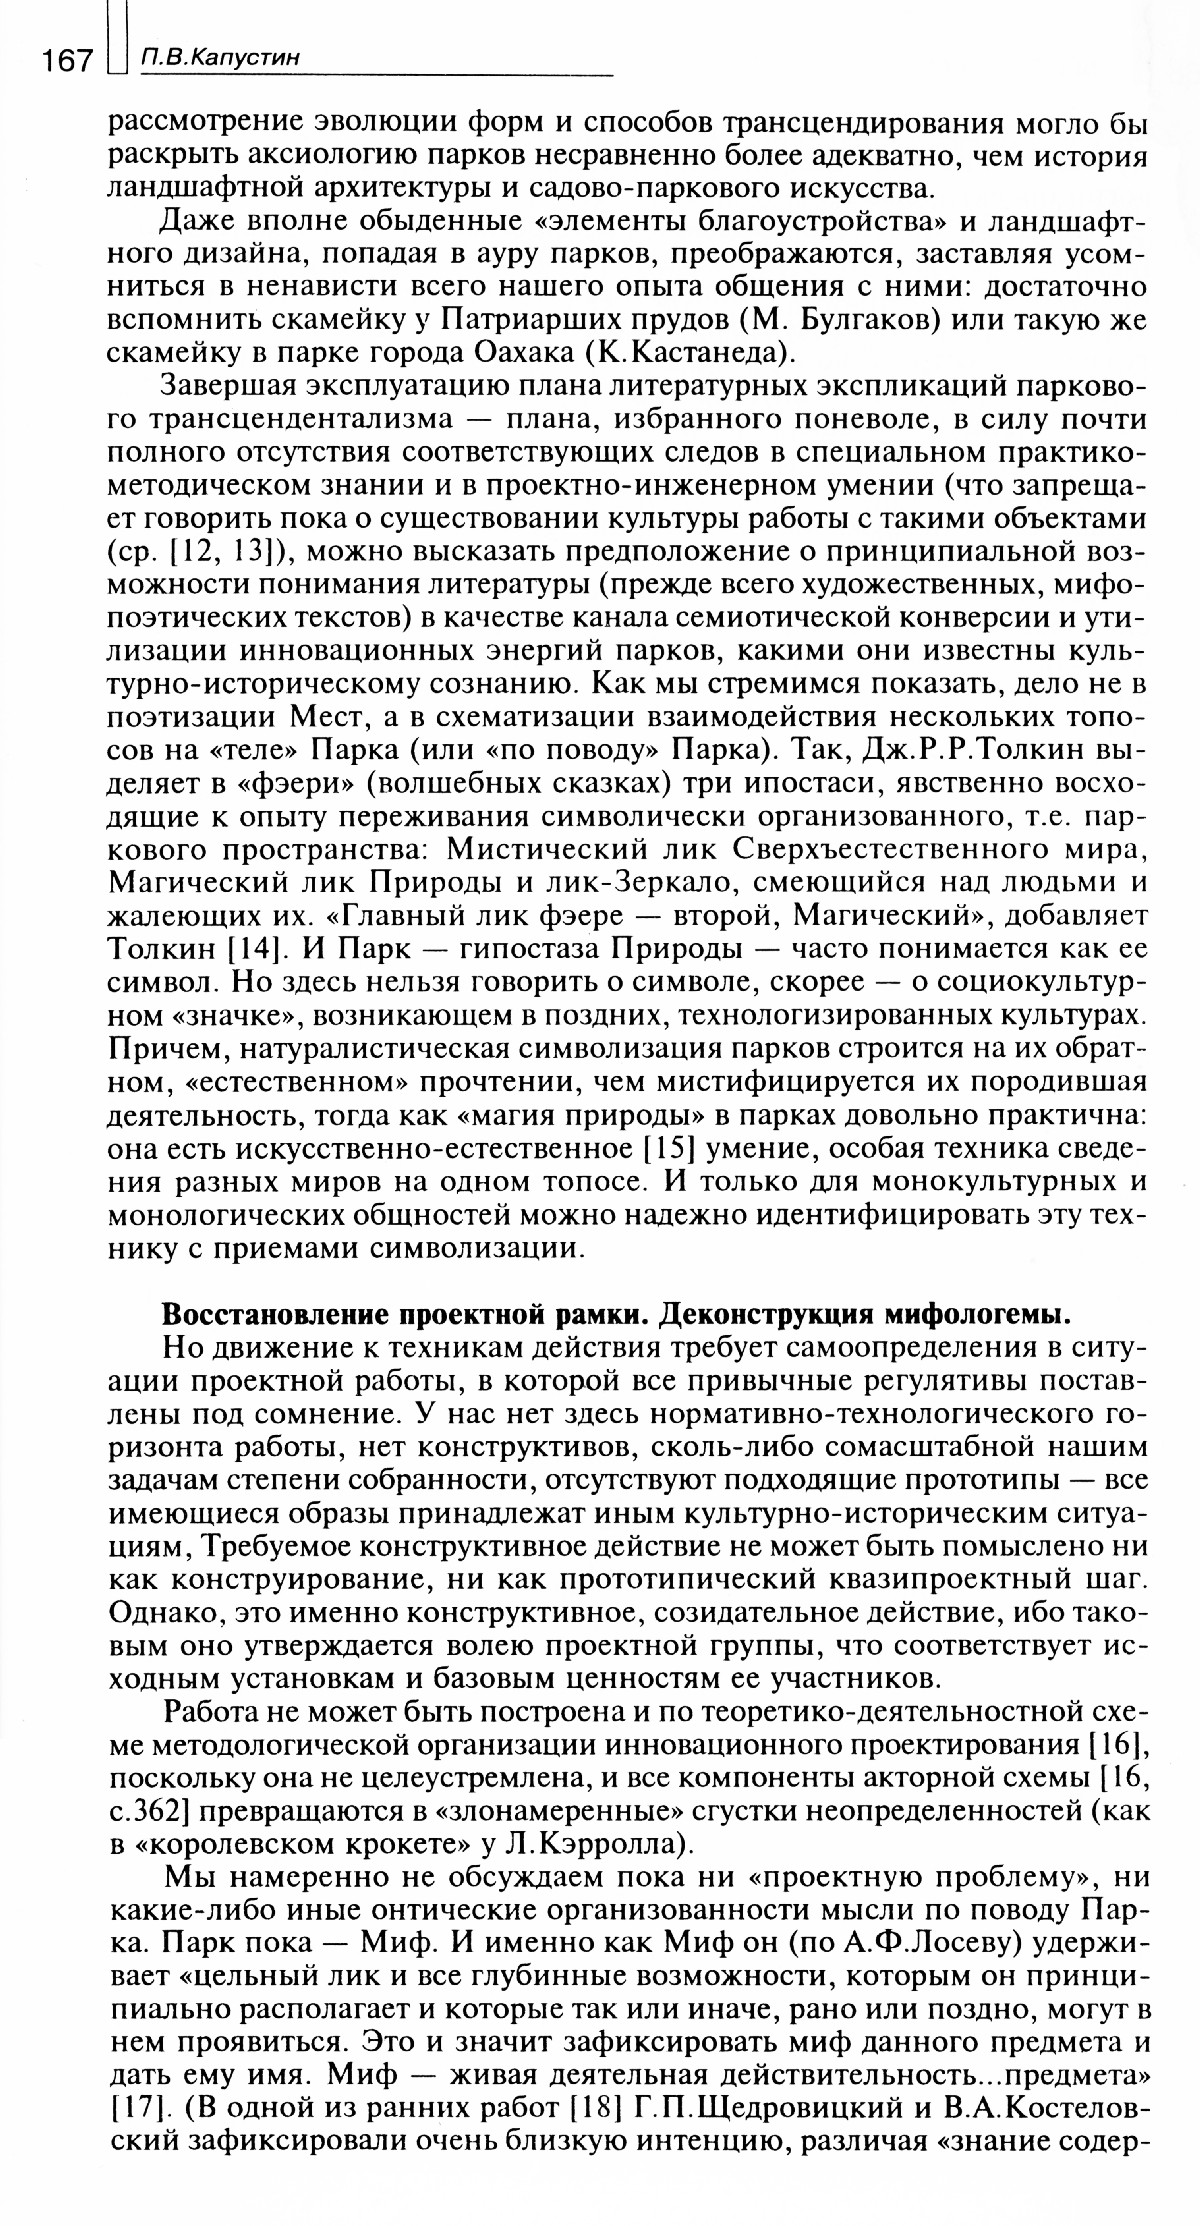 167 П.В.Капустин
рассмотрение эволюции форм и способов трансцендирования могло бы
раскрыть аксиологию парков несравненно более адекватно, чем история
ландшафтной архитектуры и садово-паркового искусства.
Даже вполне обыденные «элементы благоустройства» и ландшафт-
ного дизайна, попадая в ауру парков, преображаются, заставляя усом-
ниться в ненависти всего нашего опыта общения с ними: достаточно
вспомнить скамейку у Патриарших прудов (М. Булгаков) или такую же
скамейку в парке города Оахака (К.Кастанеда).
Завершая эксплуатацию плана литературных экспликаций парково-
го трансцендентализма — плана, избранного поневоле, в силу почти
полного отсутствия соответствующих следов в специальном практико-
методическом знании и в проектно-инженерном умении (что запреща-
ет говорить пока о существовании культуры работы с такими объектами
(ср. [12, 13]), можно высказать предположение о принципиальной воз-
можности понимания литературы (прежде всего художественных, мифо-
поэтических текстов) в качестве канала семиотической конверсии и ути-
лизации инновационных энергий парков, какими они известны куль-
турно-историческому сознанию. Как мы стремимся показать, дело не в
поэтизации Мест, а в схематизации взаимодействия нескольких топо-
сов на «теле» Парка (или «по поводу» Парка). Так, Дж.Р.Р.Толкин вы-
деляет в «фэери» (волшебных сказках) три ипостаси, явственно восхо-
дящие к опыту переживания символически организованного, т.е. пар-
кового пространства: Мистический лик Сверхъестественного мира,
Магический лик Природы и лик-Зеркало, смеющийся над людьми и
жалеющих их. «Главный лик фэере — второй, Магический», добавляет
Толкин [14]. И Парк — гипостаза Природы — часто понимается как ее
символ. Но здесь нельзя говорить о символе, скорее — о социокультур-
ном «значке», возникающем в поздних, технологизированных культурах.
Причем, натуралистическая символизация парков строится на их обрат-
ном, «естественном» прочтении, чем мистифицируется их породившая
деятельность, тогда как «магия природы» в парках довольно практична:
она есть искусственно-естественное [15] умение, особая техника сведе-
ния разных миров на одном топосе. И только для монокультурных и
монологических общностей можно надежно идентифицировать эту тех-
нику с приемами символизации.
Восстановление проектной рамки. Деконструкция мифологемы.
Но движение к техникам действия требует самоопределения в ситу-
ации проектной работы, в которой все привычные регулятивы постав-
лены под сомнение. У нас нет здесь нормативно-технологического го-
ризонта работы, нет конструктивов, сколь-либо сомасштабной нашим
задачам степени собранности, отсутствуют подходящие прототипы — все
имеющиеся образы принадлежат иным культурно-историческим ситуа-
циям, Требуемое конструктивное действие не может быть помыслено ни
как конструирование, ни как прототипический квазипроектный шаг.
Однако, это именно конструктивное, созидательное действие, ибо тако-
вым оно утверждается волею проектной группы, что соответствует ис-
ходным установкам и базовым ценностям ее участников.
Работа не может быть построена и по теоретико-деятельностной схе-
ме методологической организации инновационного проектирования [16],
поскольку она не целеустремлена, и все компоненты акторной схемы [16,
с.362] превращаются в «злонамеренные» сгустки неопределенностей (как
в «королевском крокете» у Л.Кэрролла).
Мы намеренно не обсуждаем пока ни «проектную проблему», ни
какие-либо иные онтические организованности мысли по поводу Пар-
ка. Парк пока — Миф. И именно как Миф он (по А.Ф.Лосеву) удержи-
вает «цельный лик и все глубинные возможности, которым он принци-
пиально располагает и которые так или иначе, рано или поздно, могут в
нем проявиться. Это и значит зафиксировать миф данного предмета и
дать ему имя. Миф — живая деятельная действительность...предмета»
[17]. (В одной из ранних работ [18] Г.П.Щедровицкий и В.А.Костелов-
ский зафиксировали очень близкую интенцию, различая «знание содер-